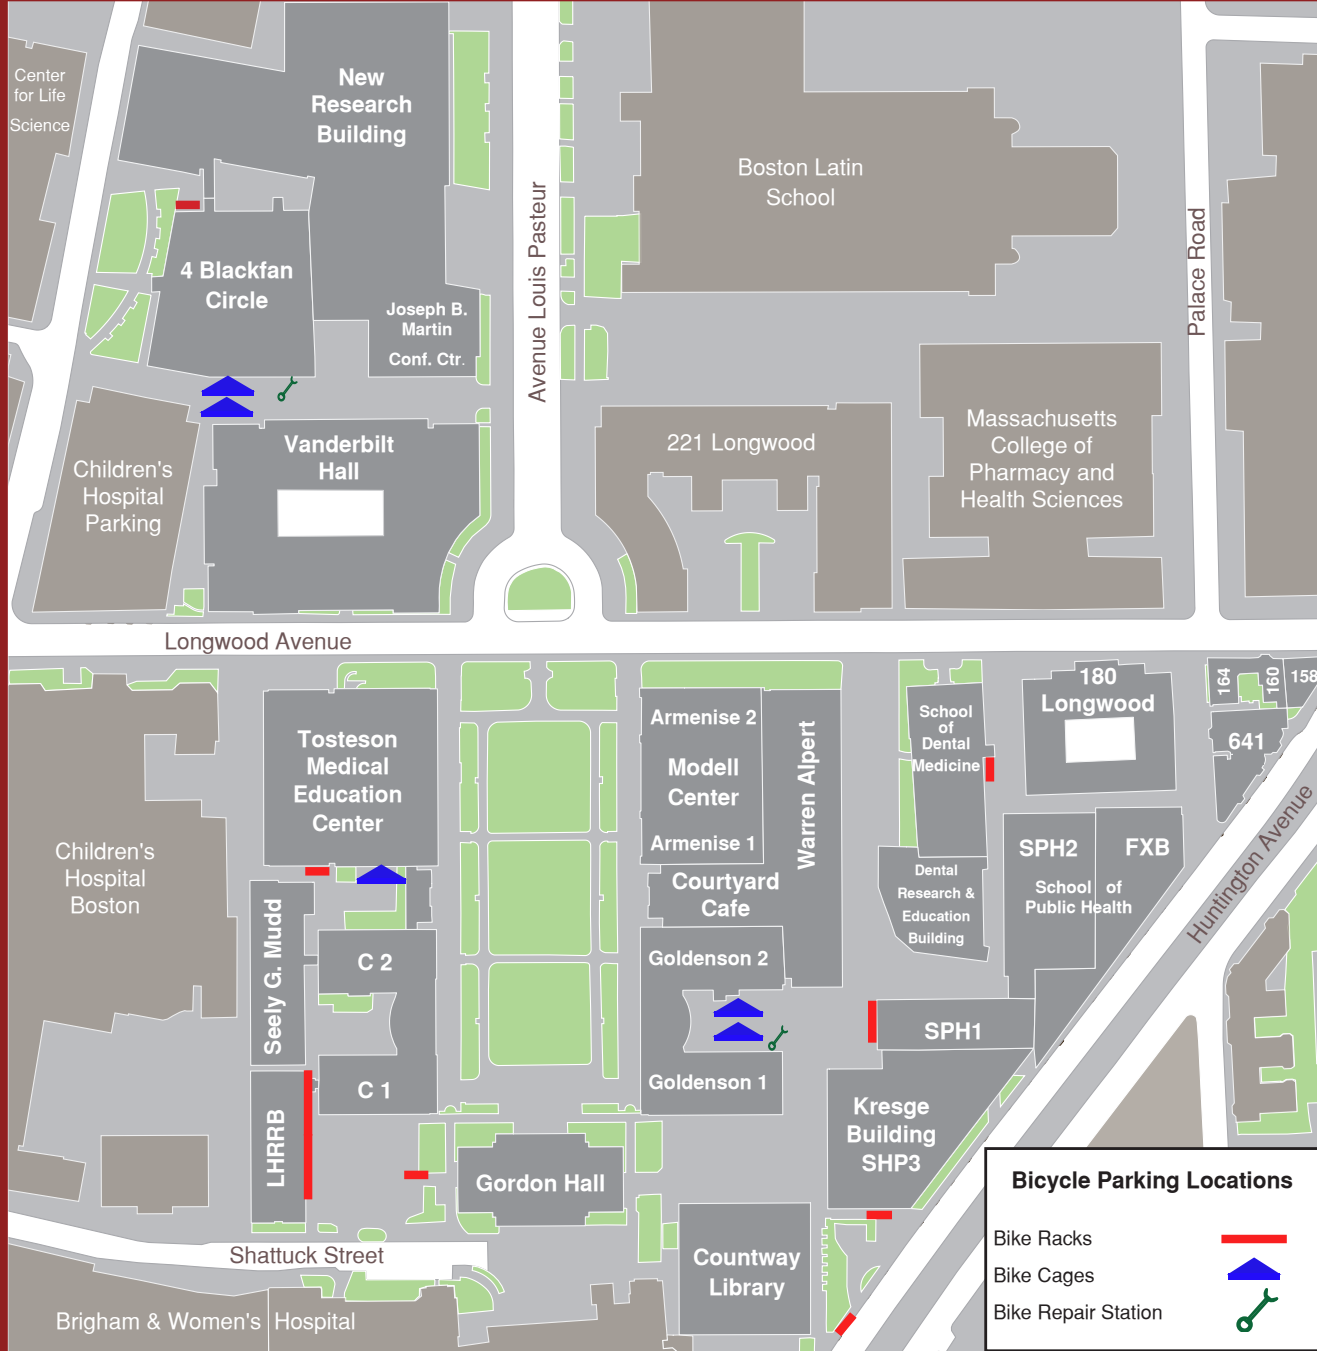 Center
for Life
Science
New
Research
Building
Boston Latin
School
Avenue Louis Pasteur
Palace Road
4 Blackfan
Circle
Joseph B.
Martin
Conf. Ctr.
Children's
Hospital
Parking
Vanderbilt
Hall
221 Longwood
Massachusetts
College of
Pharmacy and
Health Sciences
Longwood Avenue
Tosteson
Medical
Education
Center
Armenise 2
Modell
Center
Armenise 1
Warren Alpert
School
of
Dental
Medicine
180
Longwood
164
160
158
641
Huntington Avenue
Children's
Hospital
Boston
Courtyard
Cafe
Dental
Research &
Education
Building
SPH2
FXB
School of
Public Health
Seely G. Mudd
C 2
Goldenson 2
SPH1
C 1
Goldenson 1
LHRRB
Kresge
Building
SHP3
Gordon Hall
Shattuck Street
Countway
Library
Brigham & Women's Hospital
Bicycle Parking Locations
Bike Racks
Bike Cages
Bike Repair Station